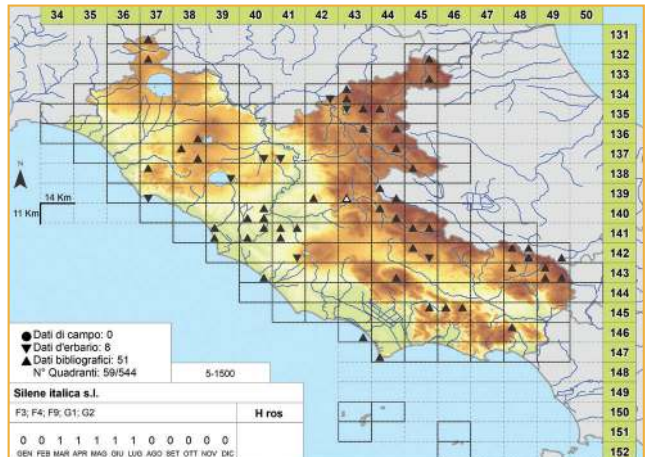 34 35 36 37 38 39 40 41 42 43 44 45 46 47 48 49 50
131
132
133
134
135
136
137
138
139
140
141
142
143
144
145
146
147
148
149
150
151
152
N
14 Km
11 Km
Dati di campo: 0
Dati d'erbario: 8
Dati bibliografici: 51
N° Quadranti: 59/544
5-1500
Silene italica s.l.
F3; F4; F9; G1; G2
H ros
0 0 1 1 1 1 1 0 0 0 0 0
GEN FEB MAR APR MAG GIU LUG AGO SET OTT NOV DIC